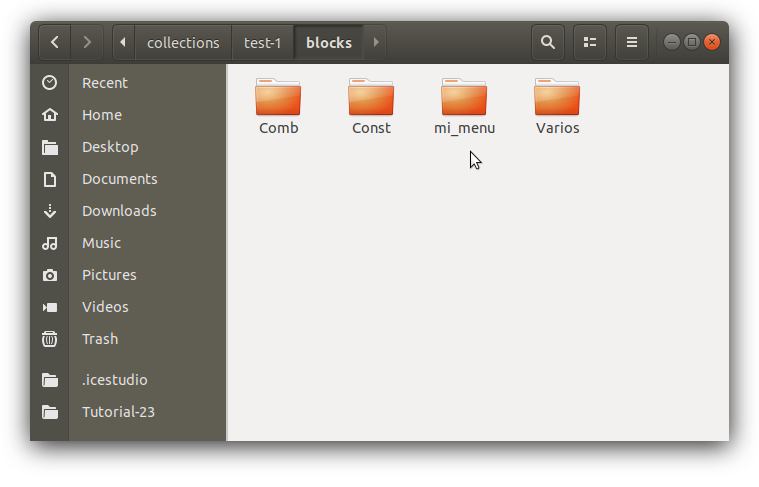 collections
test-1
blocks
Recent
Home
Desktop
Documents
Downloads
Music
Pictures
Videos
Trash
.icestudio
Tutorial-23
Comb
Const
mi_menu
Varios